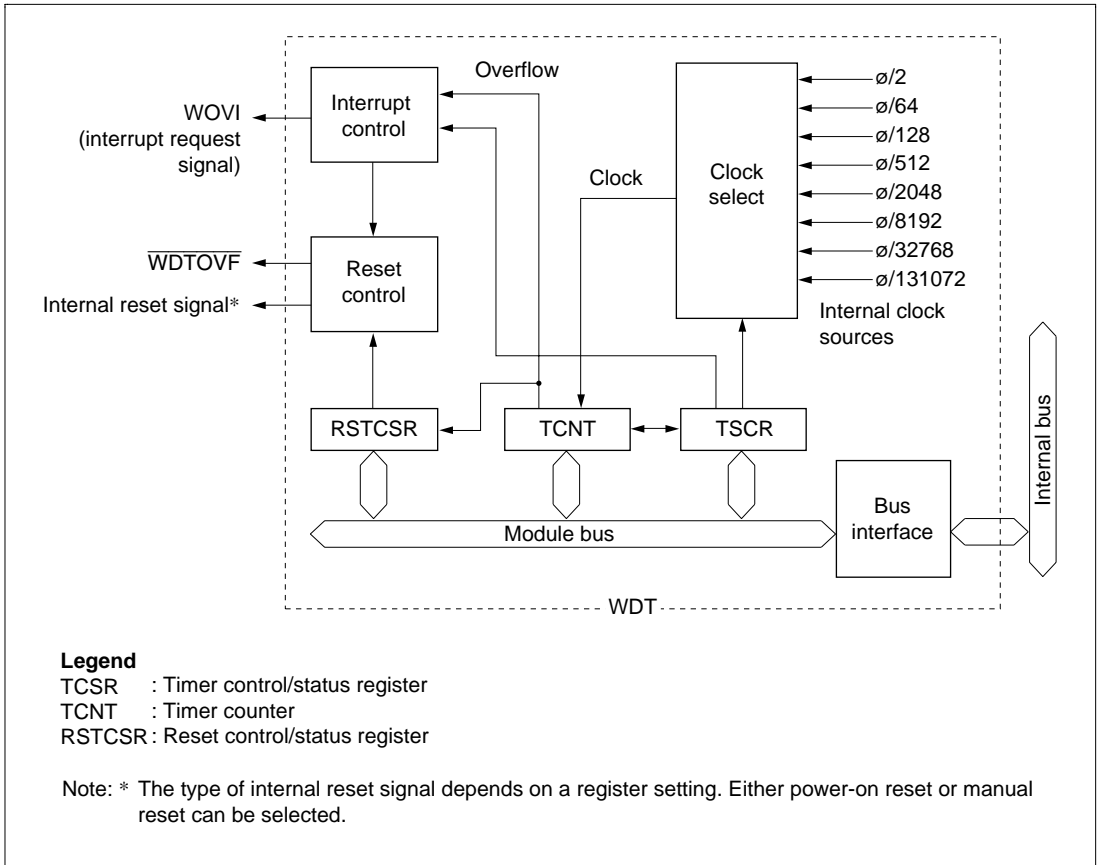 Overflow
Interrupt
control
WOVI
(interrupt request
signal)
WDTOVF
Internal reset signal*
Reset
control
Clock
Clock
select
ø/2
ø/64
ø/128
ø/512
ø/2048
ø/8192
ø/32768
ø/131072
Internal clock
sources
RSTCSR
TCNT
TSCR
Module bus
Bus
interface
Internal bus
WDT
Legend
TCSR : Timer control/status register
TCNT : Timer counter
RSTCSR : Reset control/status register
Note: * The type of internal reset signal depends on a register setting. Either power-on reset or manual
reset can be selected.